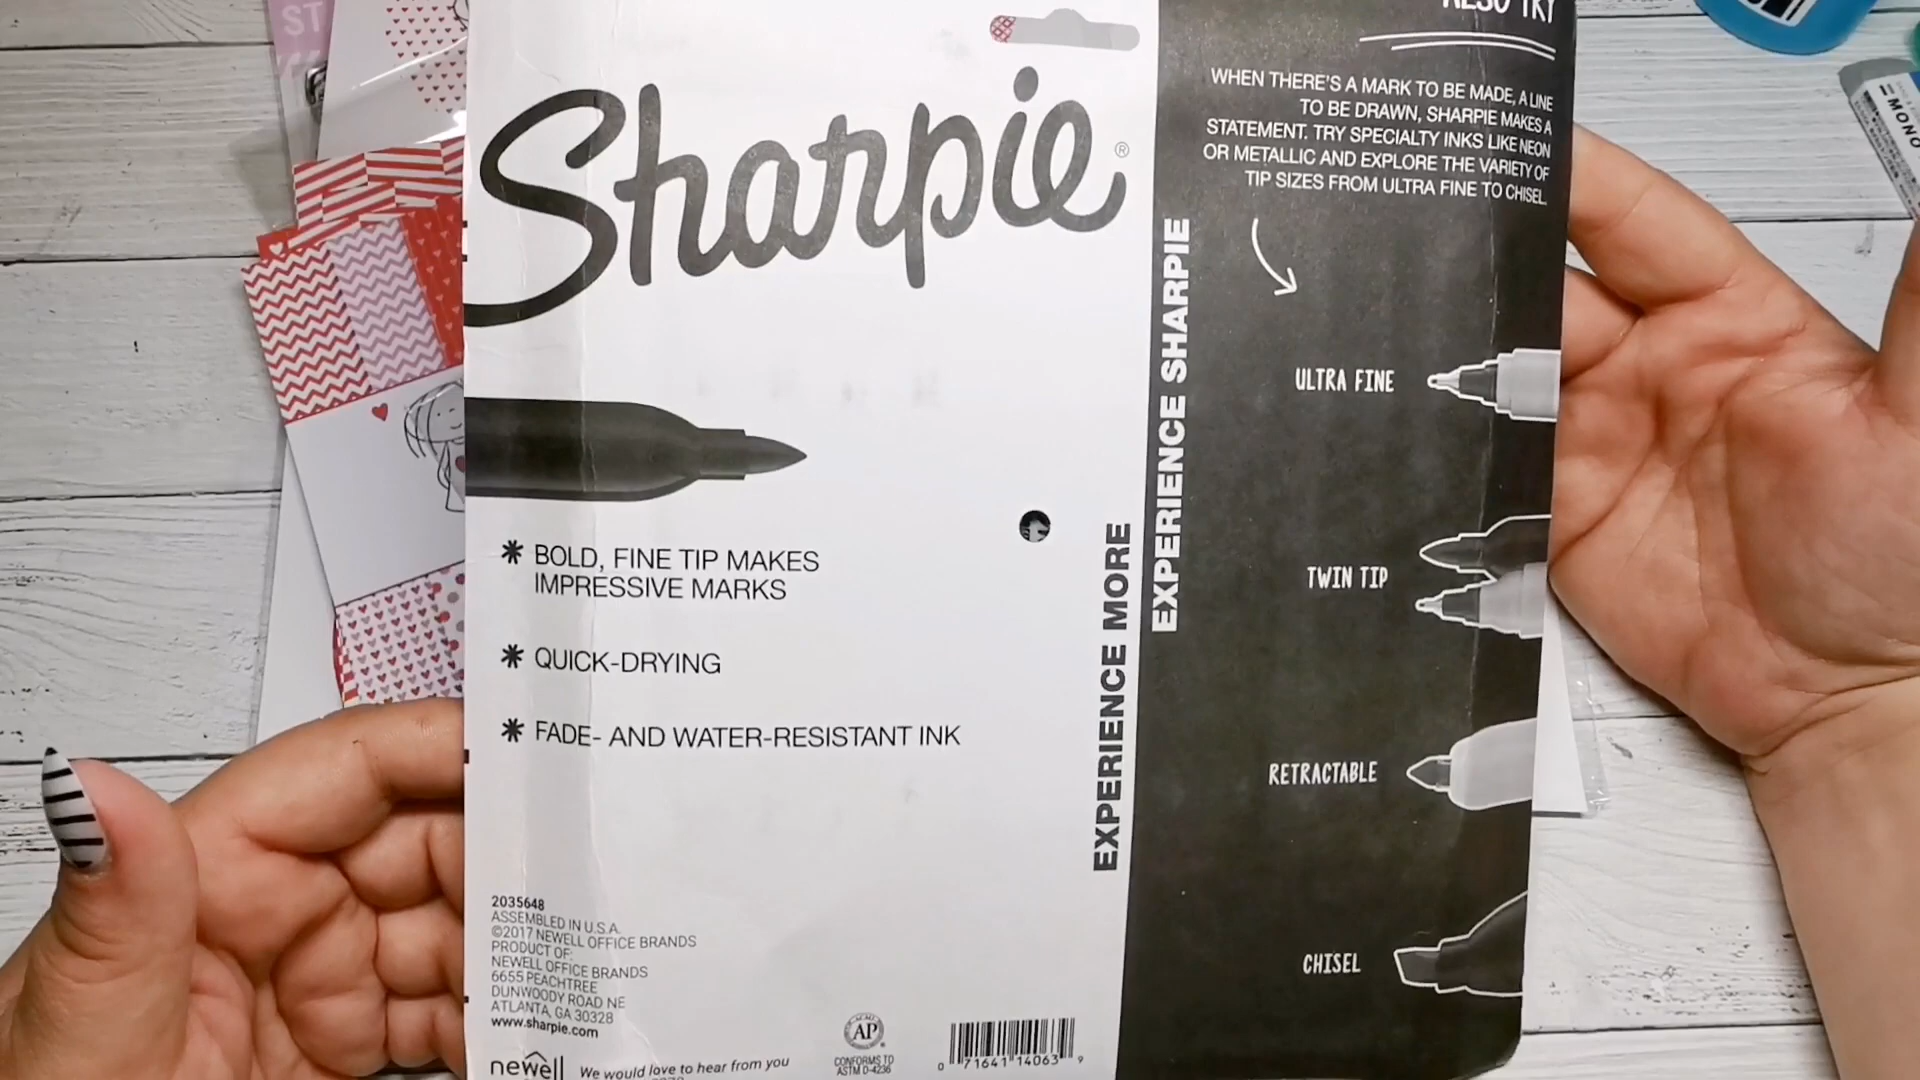 ST
Sharpie®
BOLD, FINE TIP MAKES
IMPRESSIVE MARKS
QUICK-DRYING
FADE- AND WATER-RESISTANT INK
2035648
ASSEMBLED IN U.S.A.
©2017 NEWELL OFFICE BRANDS
PRODUCT OF:
NEWELL OFFICE BRANDS
6655 PEACHTREE
DUNWOODY ROAD NE
ATLANTA, GA 30328
www.sharpie.com
newell
We would love to hear from you
AP
CONFORMS TO
ASTM D-4236
0 71641 14063 9
EXPERIENCE MORE
EXPERIENCE SHARPIE
ALSO TRY
WHEN THERE'S A MARK TO BE MADE, A LINE
TO BE DRAWN, SHARPIE MAKES A
STATEMENT. TRY SPECIALTY INKS LIKE NEON
OR METALLIC AND EXPLORE THE VARIETY OF
TIP SIZES FROM ULTRA FINE TO CHISEL.
ULTRA FINE
TWIN TIP
RETRACTABLE
CHISEL
MONO